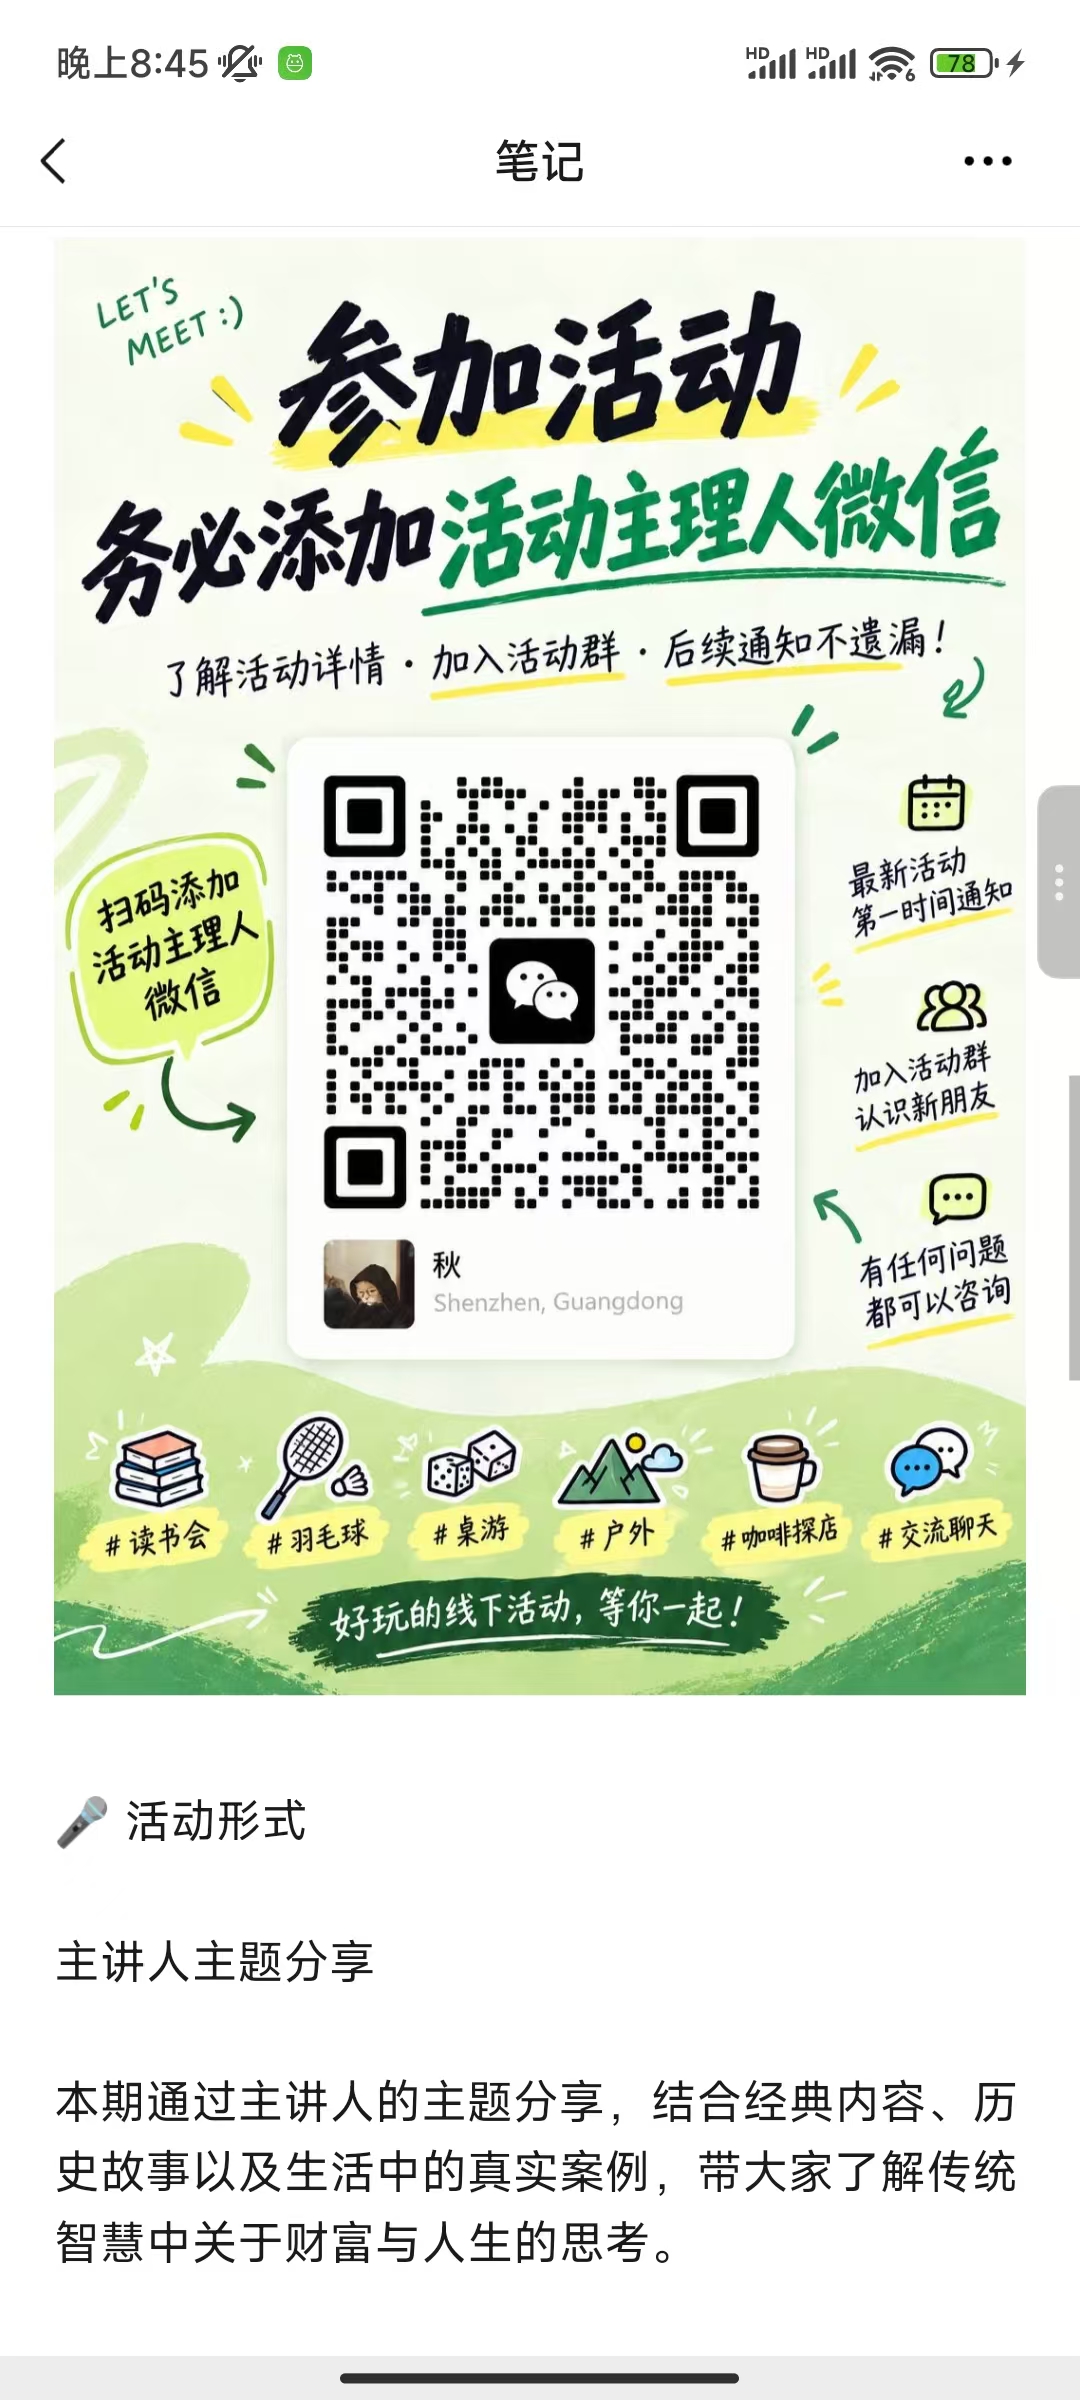 晚上8:45
HD HD 6 78
笔记
LET'S
MEET :)
参加活动
务必添加活动主理人微信
了解活动详情 · 加入活动群 · 后续通知不遗漏！
扫码添加
活动主理人
微信
最新活动
第一时间通知
加入活动群
认识新朋友
有任何问题
都可以咨询
秋
Shenzhen, Guangdong
#读书会 #羽毛球 #桌游 #户外 #咖啡探店 #交流聊天
好玩的线下活动，等你一起！
🎤 活动形式
主讲人主题分享
本期通过主讲人的主题分享，结合经典内容、历
史故事以及生活中的真实案例，带大家了解传统
智慧中关于财富与人生的思考。